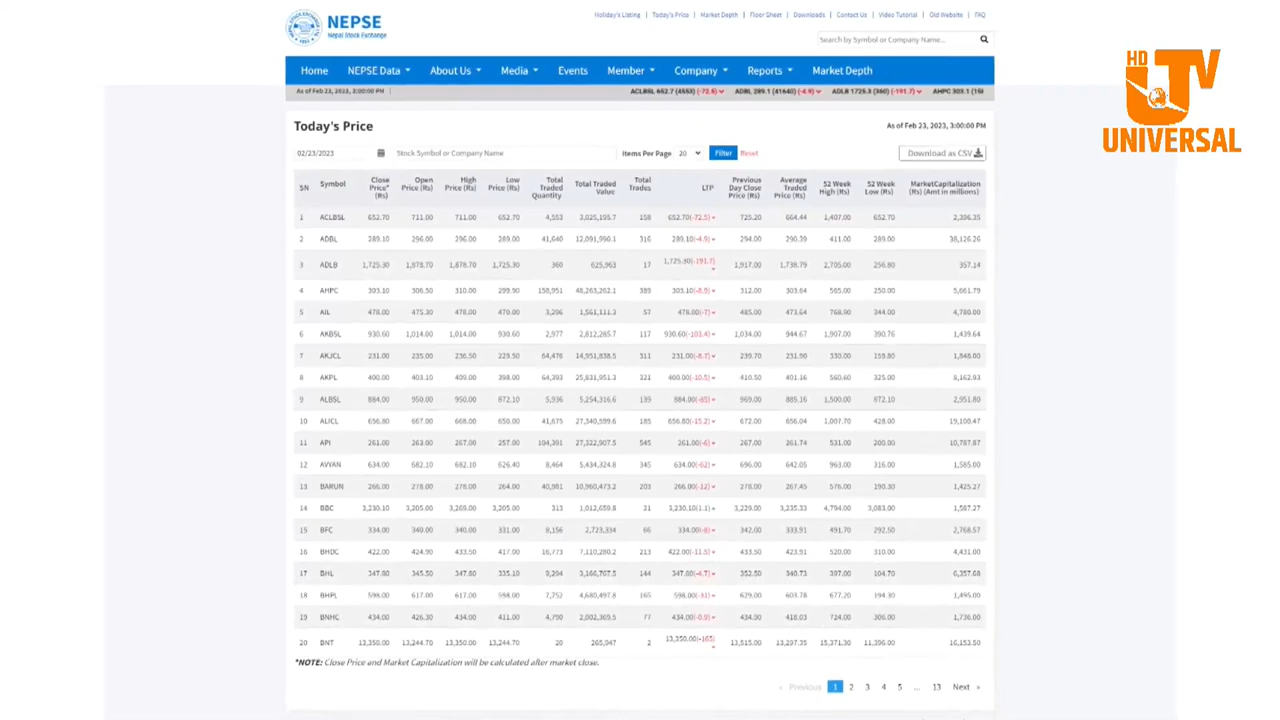 NEPSE
Nepal Stock Exchange
Holiday's Listing | Today's Price | Market Depth | Floor Sheet | Downloads | Contact Us | Video Tutorial | Old Website | FAQ
Search by Symbol or Company Name...
HD
UTV
UNIVERSAL
Home NEPSE Data About Us Media Events Member Company Reports Market Depth
As of Feb 23, 2023, 3:00:00 PM | ACLBSL 652.7 (4553) (-72.5) ADBL 289.1 (41640) (-4.9) ADLB 1725.3 (360) (-191.7) AHPC 303.1 (15
Today's Price As of Feb 23, 2023, 3:00:00 PM
02/23/2023 Stock Symbol or Company Name Items Per Page 20 Filter Reset Download as CSV
SN Symbol Close Price* (Rs) Open Price (Rs) High Price (Rs) Low Price (Rs) Total Traded Quantity Total Traded Value Total Trades LTP Previous Day Close Price (Rs) Average Traded Price (Rs) 52 Week High (Rs) 52 Week Low (Rs) MarketCapitalization (Rs) (Amt in millions)
1 ACLBSL 652.70 711.00 711.00 652.70 4,553 3,025,195.7 158 652.70(-72.5) 725.20 664.44 1,407.00 652.70 2,396.35
2 ADBL 289.10 296.00 296.00 289.00 41,640 12,091,990.1 316 289.10(-4.9) 294.00 290.39 411.00 289.00 38,126.26
3 ADLB 1,725.30 1,878.70 1,878.70 1,725.30 360 625,963 17 1,725.30(-191.7) 1,917.00 1,738.79 2,705.00 256.80 357.14
4 AHPC 303.10 306.50 310.00 299.90 158,951 48,263,262.1 389 303.10(-8.9) 312.00 303.64 565.00 250.00 5,661.79
5 AIL 478.00 475.30 478.00 470.00 3,296 1,561,111.3 57 478.00(-7) 485.00 473.64 768.90 344.00 4,780.00
6 AKBSL 930.60 1,014.00 1,014.00 930.60 2,977 2,812,285.7 117 930.60(-103.4) 1,034.00 944.67 1,907.00 390.76 1,439.64
7 AKJCL 231.00 235.00 236.50 229.50 64,476 14,951,838.5 311 231.00(-8.7) 239.70 231.90 330.00 159.80 1,848.00
8 AKPL 400.00 403.10 409.00 398.00 64,393 25,831,951.3 321 400.00(-10.5) 410.50 401.16 560.60 325.00 8,162.93
9 ALBSL 884.00 950.00 950.00 872.10 5,936 5,254,316.6 139 884.00(-85) 969.00 885.16 1,500.00 872.10 2,951.80
10 ALICL 656.80 667.00 668.00 650.00 41,675 27,340,599.6 185 656.80(-15.2) 672.00 656.04 1,007.70 428.00 19,100.47
11 API 261.00 263.00 267.00 257.00 104,391 27,322,907.5 545 261.00(-6) 267.00 261.74 531.00 200.00 10,787.87
12 AVYAN 634.00 682.10 682.10 626.40 8,464 5,434,324.8 345 634.00(-62) 696.00 642.05 963.00 316.00 1,585.00
13 BARUN 266.00 278.00 278.00 264.00 40,981 10,960,473.2 203 266.00(-12) 278.00 267.45 576.00 190.30 1,425.27
14 BBC 3,230.10 3,205.00 3,269.00 3,205.00 313 1,012,659.8 31 3,230.10(1.1) 3,229.00 3,235.33 4,794.00 3,083.00 1,587.27
15 BFC 334.00 340.00 340.00 331.00 8,156 2,723,334 66 334.00(-8) 342.00 333.91 491.70 292.50 2,768.57
16 BHDC 422.00 424.90 433.50 417.00 16,773 7,110,280.2 213 422.00(-11.5) 433.50 423.91 520.00 310.00 4,431.00
17 BHL 347.80 345.50 347.80 335.10 9,294 3,166,767.5 144 347.80(-4.7) 352.50 340.73 397.00 104.70 6,357.68
18 BHPL 598.00 617.00 617.00 598.00 7,752 4,680,497.8 165 598.00(-31) 629.00 603.78 677.20 194.30 1,495.00
19 BNHC 434.00 426.30 434.00 411.00 4,790 2,002,369.5 77 434.00(-0.9) 434.90 418.03 724.00 306.00 1,736.00
20 BNT 13,350.00 13,244.70 13,350.00 13,244.70 20 265,947 2 13,350.00(-165) 13,515.00 13,297.35 15,371.30 11,396.00 16,153.50
*NOTE: Close Price and Market Capitalization will be calculated after market close.
« Previous 1 2 3 4 5 ... 13 Next »